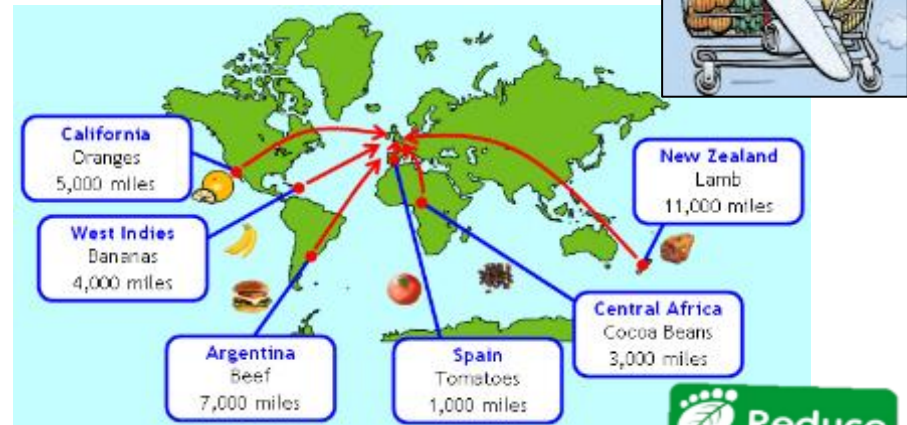 California
Oranges
5,000 miles
West Indies
Bananas
4,000 miles
Argentina
Beef
7,000 miles
Spain
Tomatoes
1,000 miles
Central Africa
Cocoa Beans
3,000 miles
New Zealand
Lamb
11,000 miles
Reduce